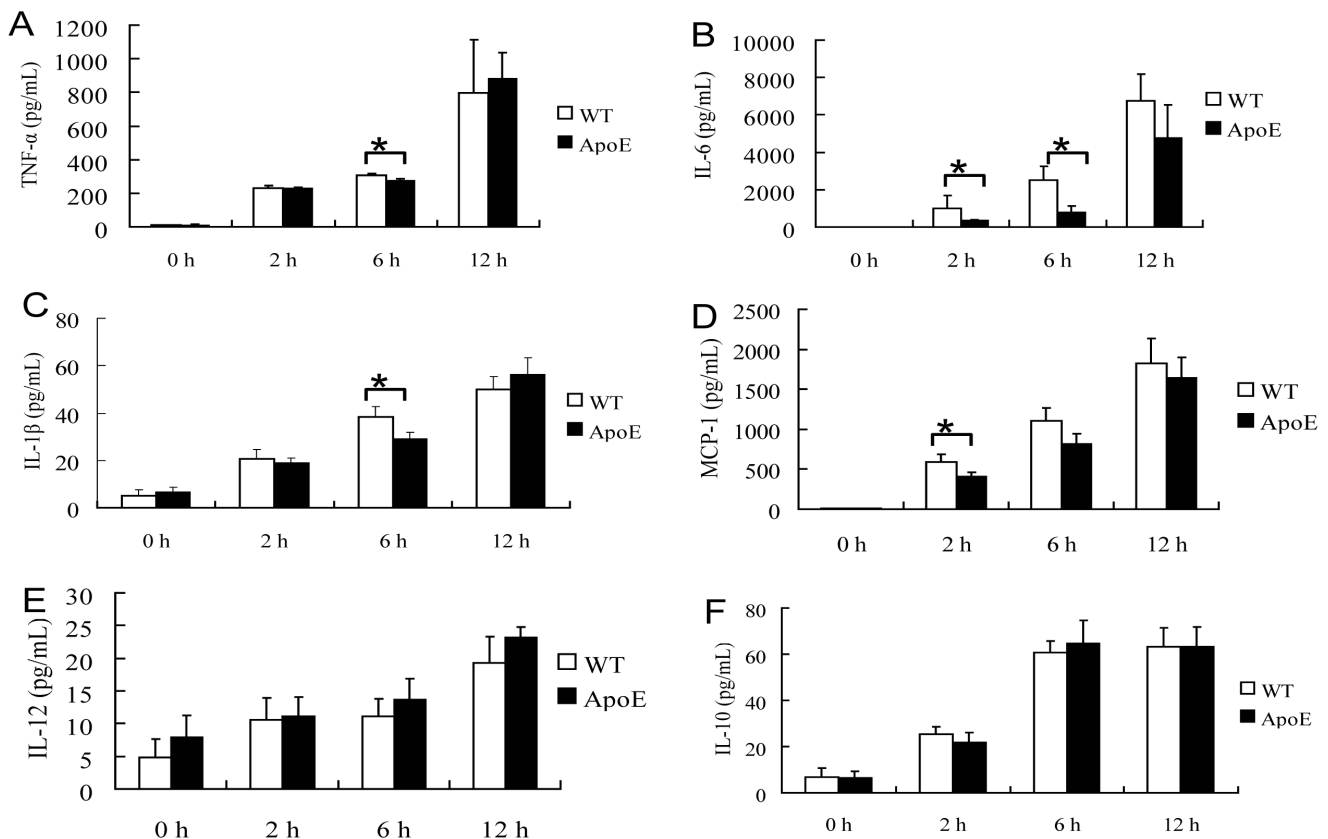 A
TNF-α (pg/mL)
1200
1000
800
600
400
200
0
*
0 h 2 h 6 h 12 h
WT
ApoE
B
IL-6 (pg/mL)
10000
8000
6000
4000
2000
0
* *
0 h 2 h 6 h 12 h
WT
ApoE
C
IL-1β (pg/mL)
80
60
40
20
0
*
0 h 2 h 6 h 12 h
WT
ApoE
D
MCP-1 (pg/mL)
2500
2000
1500
1000
500
0
*
0 h 2 h 6 h 12 h
WT
ApoE
E
IL-12 (pg/mL)
30
25
20
15
10
5
0
0 h 2 h 6 h 12 h
WT
ApoE
F
IL-10 (pg/mL)
80
60
40
20
0
0 h 2 h 6 h 12 h
WT
ApoE